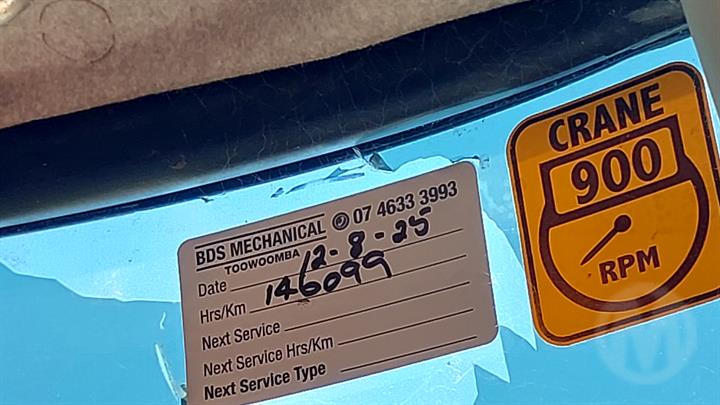 BDS MECHANICAL 07 4633 3993
TOOWOOMBA
Date 12-8-25
Hrs/Km 146099
Next Service
Next Service Hrs/Km
Next Service Type
CRANE
900
RPM
M